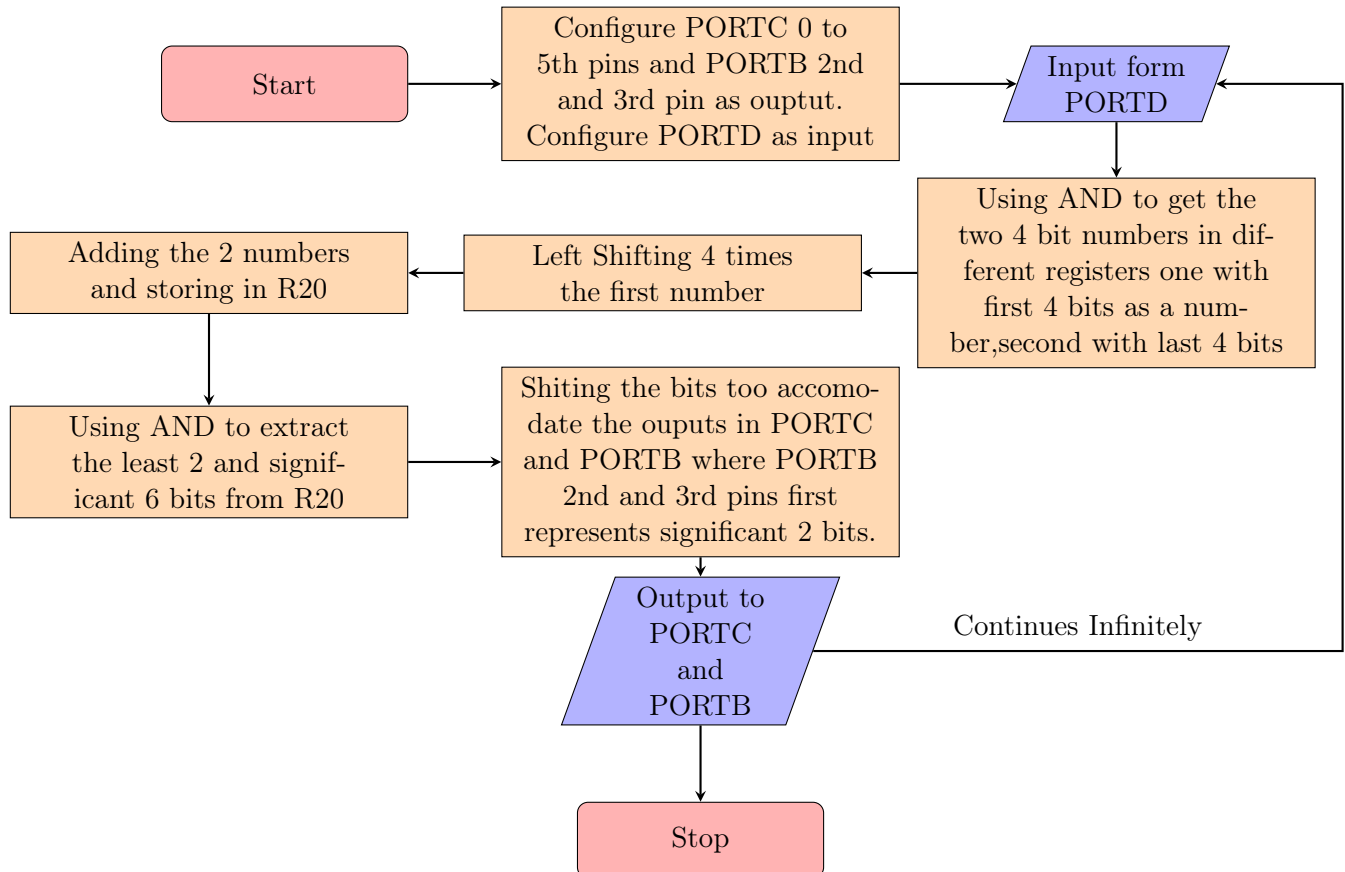 Start
Configure PORTC 0 to
5th pins and PORTB 2nd
and 3rd pin as ouptut.
Configure PORTD as input
Input form
PORTD
Using AND to get the
two 4 bit numbers in dif-
ferent registers one with
first 4 bits as a num-
ber,second with last 4 bits
Left Shifting 4 times
the first number
Adding the 2 numbers
and storing in R20
Using AND to extract
the least 2 and signif-
icant 6 bits from R20
Shiting the bits too accomo-
date the ouputs in PORTC
and PORTB where PORTB
2nd and 3rd pins first
represents significant 2 bits.
Output to
PORTC
and
PORTB
Continues Infinitely
Stop